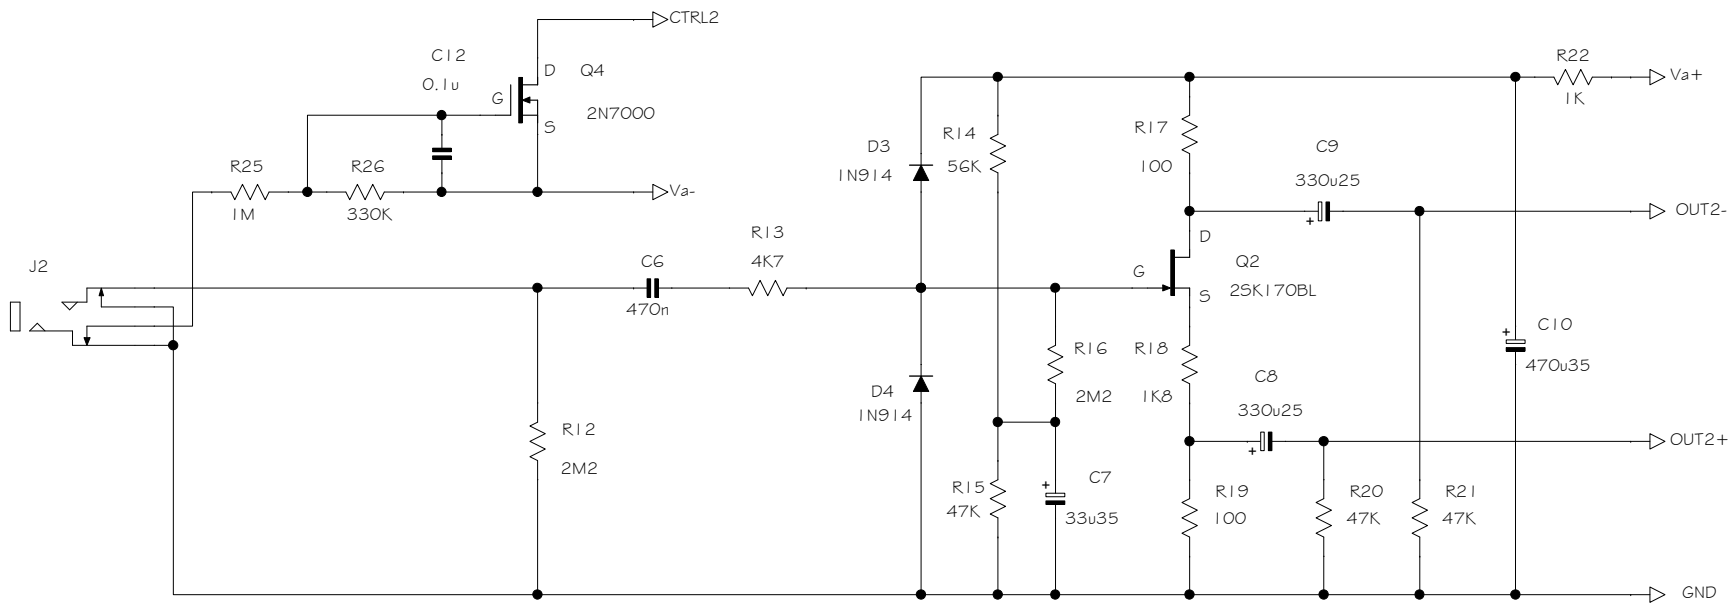 CTRL2
C12
0.1u
D
Q4
G
2N7000
S
R22
Va+
1K
R14
56K
R17
100
D3
1N914
C9
330u25
R25
1M
R26
330K
Va-
OUT2-
R13
4K7
D
G
Q2
2SK170BL
S
J2
C6
470n
C10
470u35
R16
2M2
R18
1K8
C8
330u25
D4
1N914
R12
2M2
OUT2+
C7
33u35
R15
47K
R19
100
R20
47K
R21
47K
GND
+
+
+
+